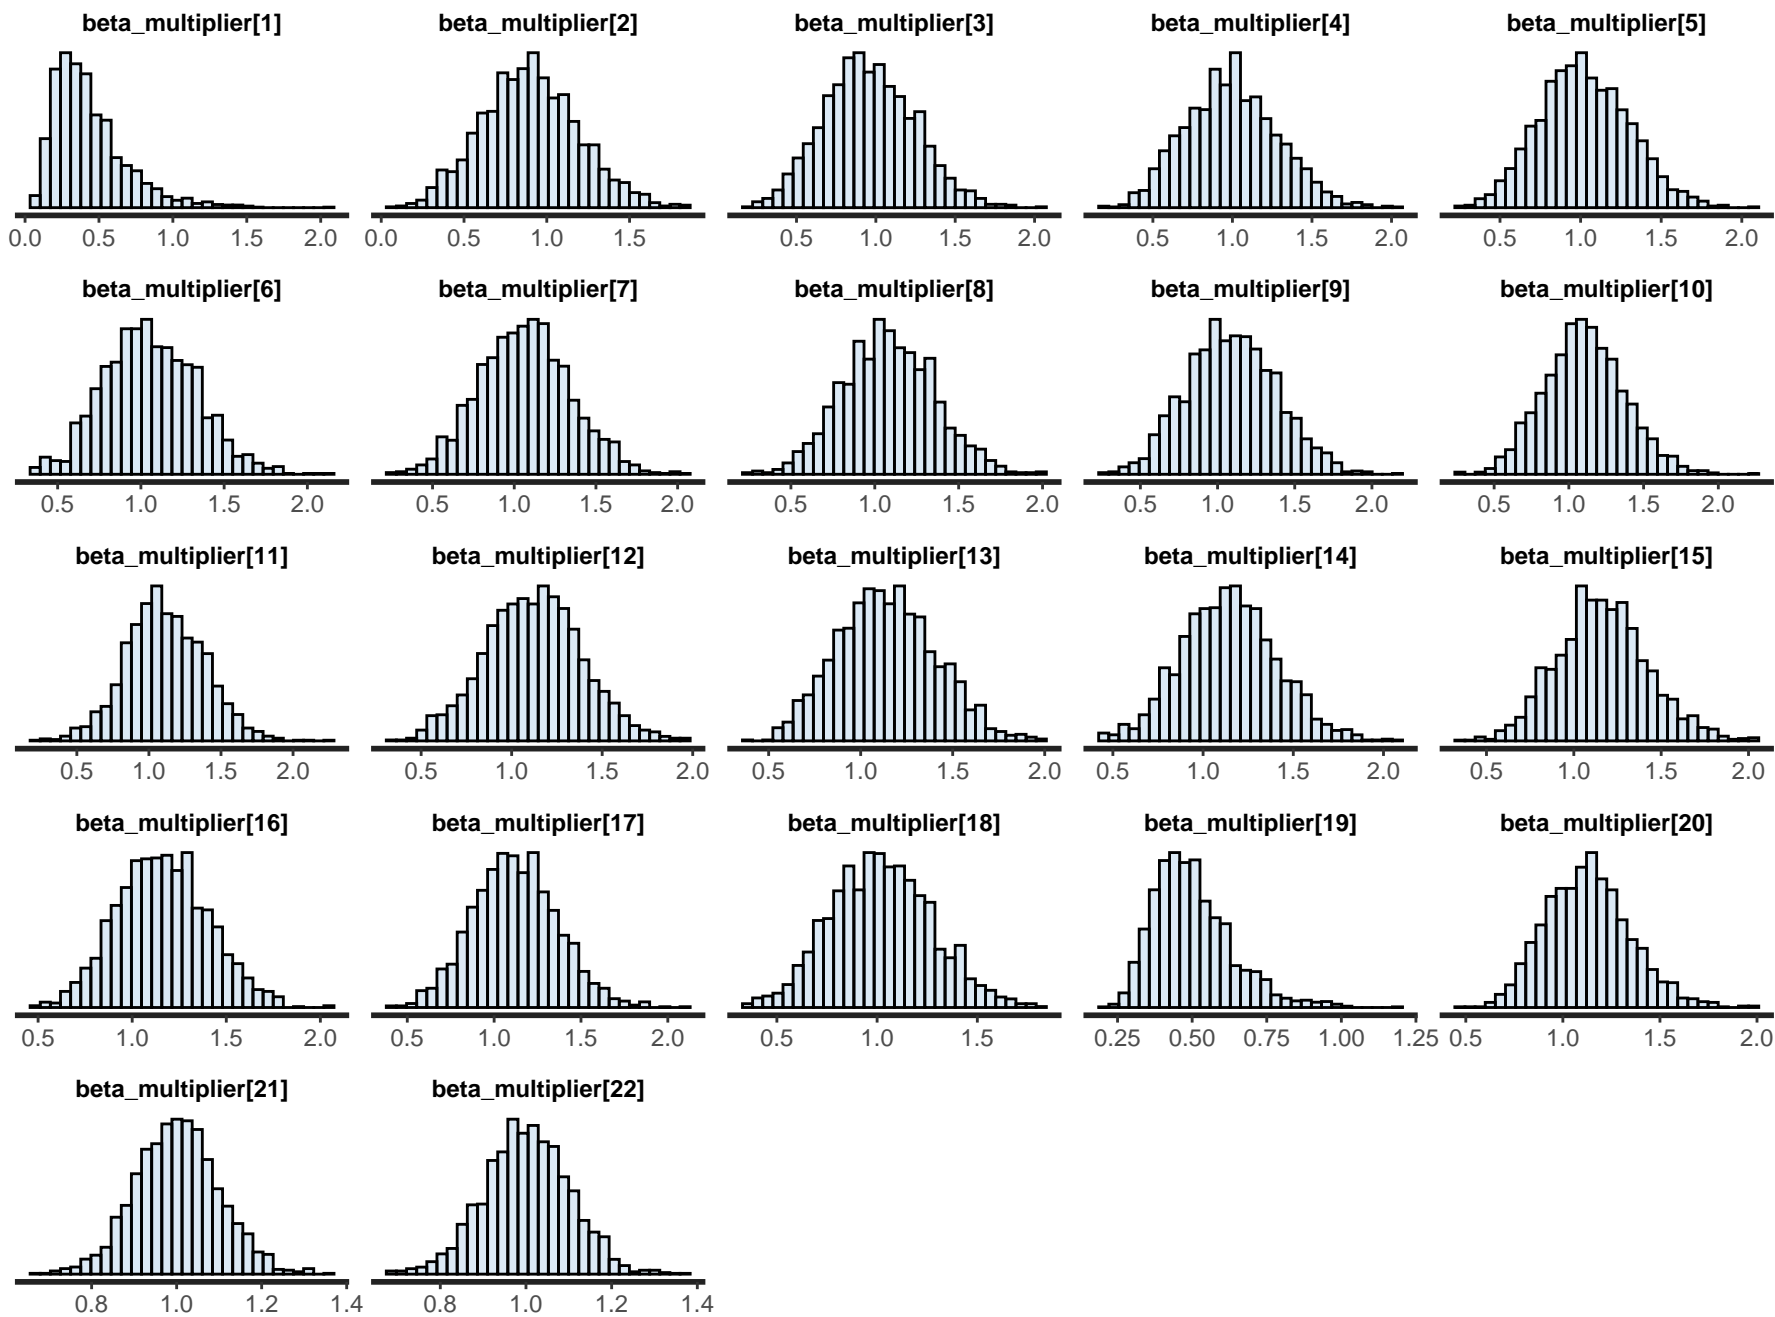 beta_multiplier[1] beta_multiplier[2] beta_multiplier[3] beta_multiplier[4] beta_multiplier[5]
0.0 0.5 1.0 1.5 2.0 0.0 0.5 1.0 1.5 0.5 1.0 1.5 2.0 0.5 1.0 1.5 2.0 0.5 1.0 1.5 2.0
beta_multiplier[6] beta_multiplier[7] beta_multiplier[8] beta_multiplier[9] beta_multiplier[10]
0.5 1.0 1.5 2.0 0.5 1.0 1.5 2.0 0.5 1.0 1.5 2.0 0.5 1.0 1.5 2.0 0.5 1.0 1.5 2.0
beta_multiplier[11] beta_multiplier[12] beta_multiplier[13] beta_multiplier[14] beta_multiplier[15]
0.5 1.0 1.5 2.0 0.5 1.0 1.5 2.0 0.5 1.0 1.5 2.0 0.5 1.0 1.5 2.0 0.5 1.0 1.5 2.0
beta_multiplier[16] beta_multiplier[17] beta_multiplier[18] beta_multiplier[19] beta_multiplier[20]
0.5 1.0 1.5 2.0 0.5 1.0 1.5 2.0 0.5 1.0 1.5 0.25 0.50 0.75 1.00 1.25 0.5 1.0 1.5 2.0
beta_multiplier[21] beta_multiplier[22]
0.8 1.0 1.2 1.4 0.8 1.0 1.2 1.4